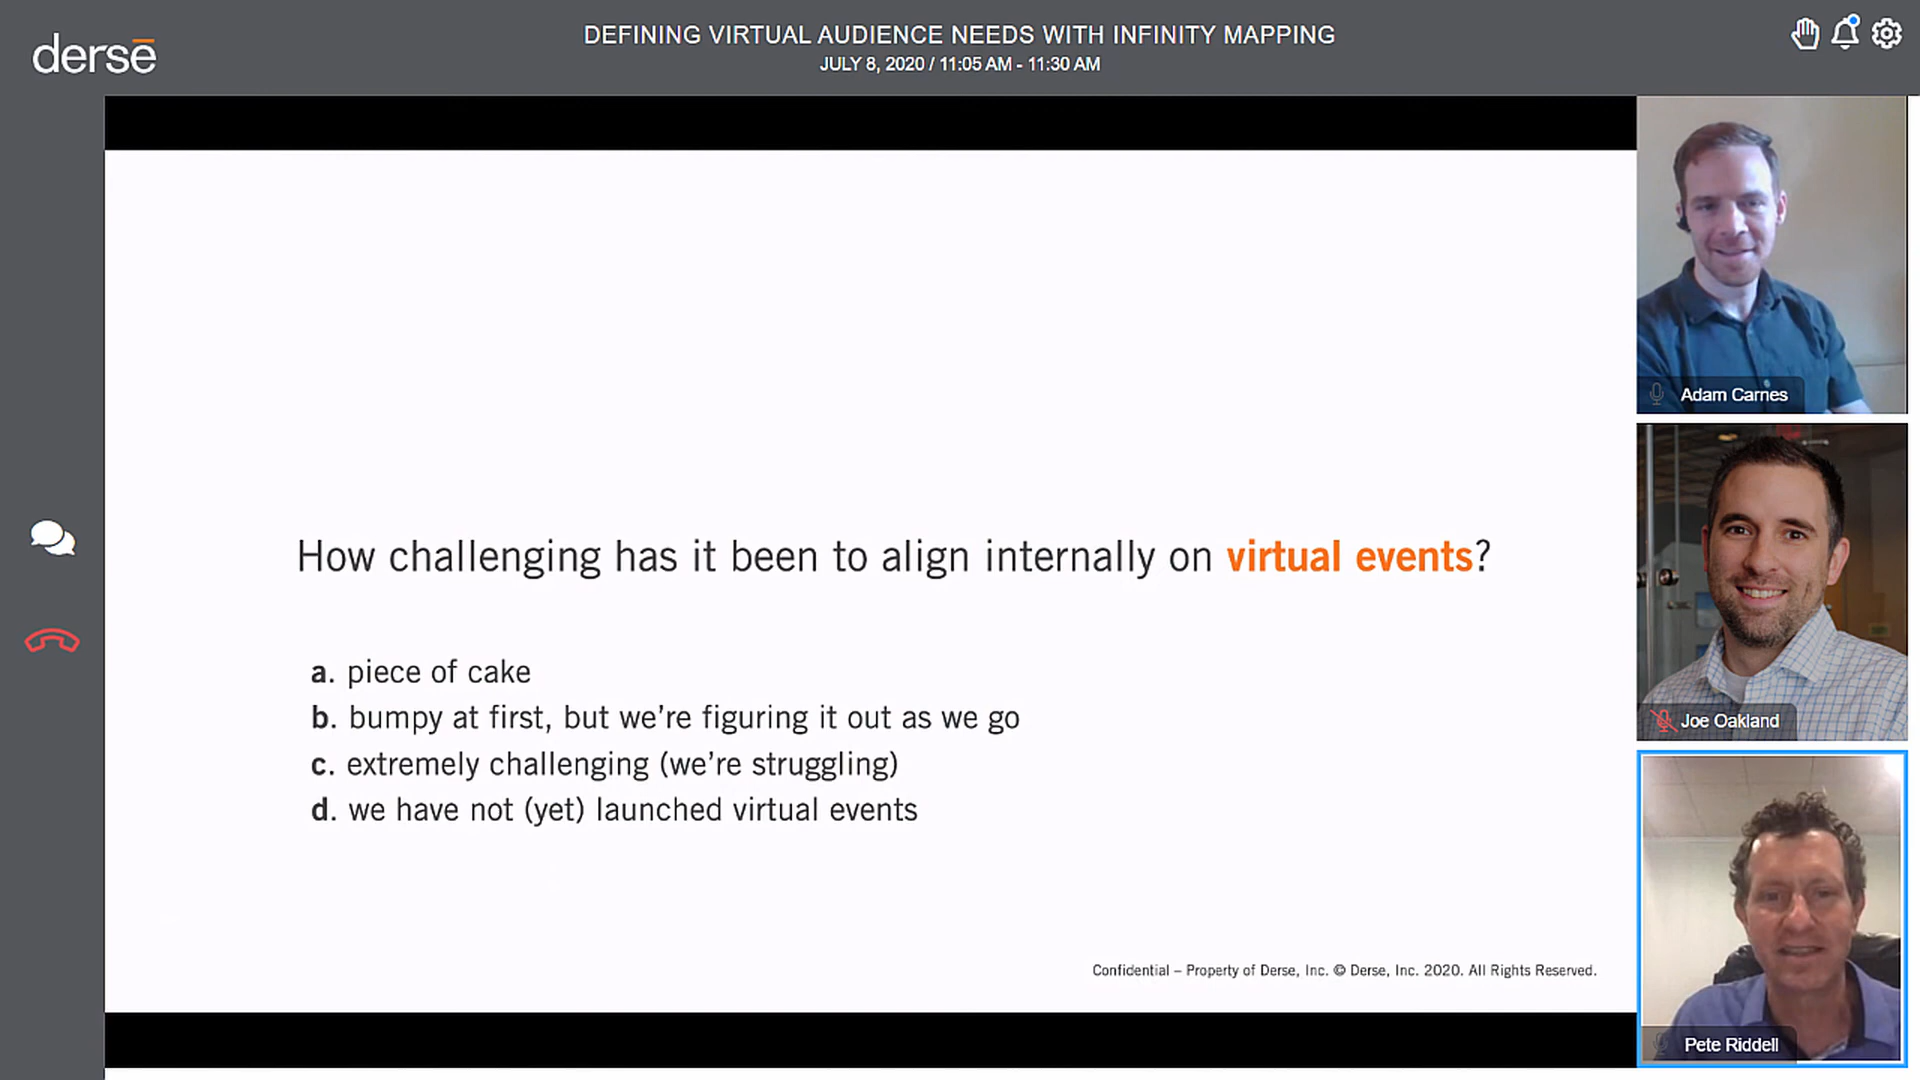 dersē
DEFINING VIRTUAL AUDIENCE NEEDS WITH INFINITY MAPPING
JULY 8, 2020 / 11:05 AM - 11:30 AM
How challenging has it been to align internally on virtual events?
a. piece of cake
b. bumpy at first, but we’re figuring it out as we go
c. extremely challenging (we’re struggling)
d. we have not (yet) launched virtual events
Confidential – Property of Derse, Inc. © Derse, Inc. 2020. All Rights Reserved.
Adam Carnes
Joe Oakland
Pete Riddell